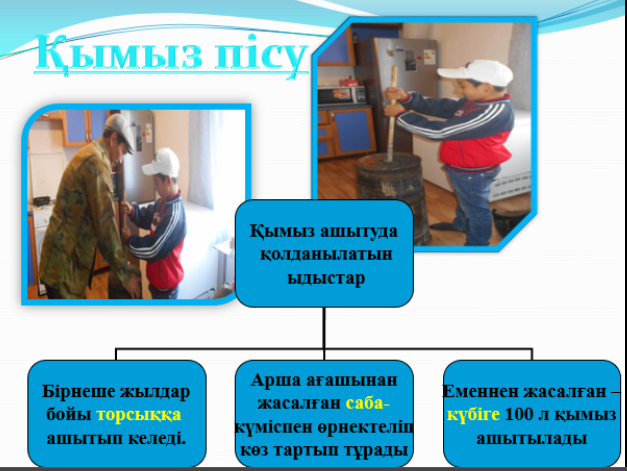 Қымыз пісу
Қымыз ашытуда
қолданылатын
ыдыстар
Бірнеше жылдар
бойы торсыққа
ашытып келеді.
Арша ағашынан
жасалған саба-
күміспен өрнектеліп
көз тартып тұрады
Еменнен жасалған –
күбіге 100 л қымыз
ашытылады